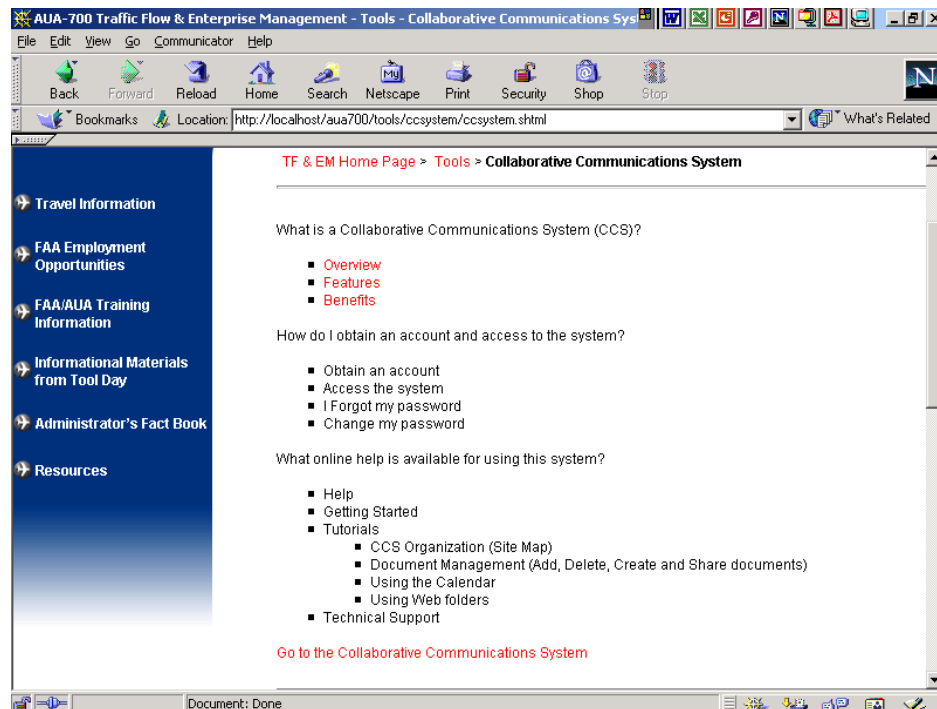 AUA-700 Traffic Flow & Enterprise Management - Tools - Collaborative Communications Sys
File Edit View Go Communicator Help
Back Forward Reload Home Search Netscape Print Security Shop Stop
Bookmarks Location: http://localhost/aua700/tools/ccsystem/ccsystem.shtml What's Related
TF & EM Home Page > Tools > Collaborative Communications System
Travel Information
FAA Employment
Opportunities
FAA/AUA Training
Information
Informational Materials
from Tool Day
Administrator's Fact Book
Resources
What is a Collaborative Communications System (CCS)?
Overview
Features
Benefits
How do I obtain an account and access to the system?
Obtain an account
Access the system
I Forgot my password
Change my password
What online help is available for using this system?
Help
Getting Started
Tutorials
CCS Organization (Site Map)
Document Management (Add, Delete, Create and Share documents)
Using the Calendar
Using Web folders
Technical Support
Go to the Collaborative Communications System
Document: Done